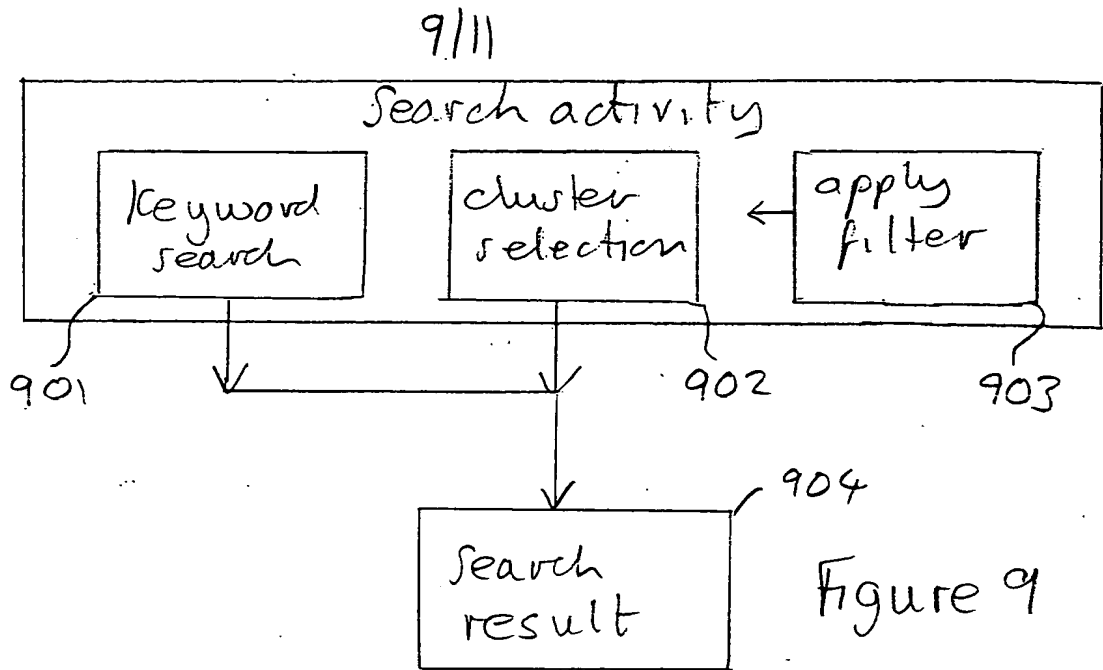 9/11
Search activity
Keyword
search
cluster
selection
apply
filter
901
902
903
904
Search
result
Figure 9